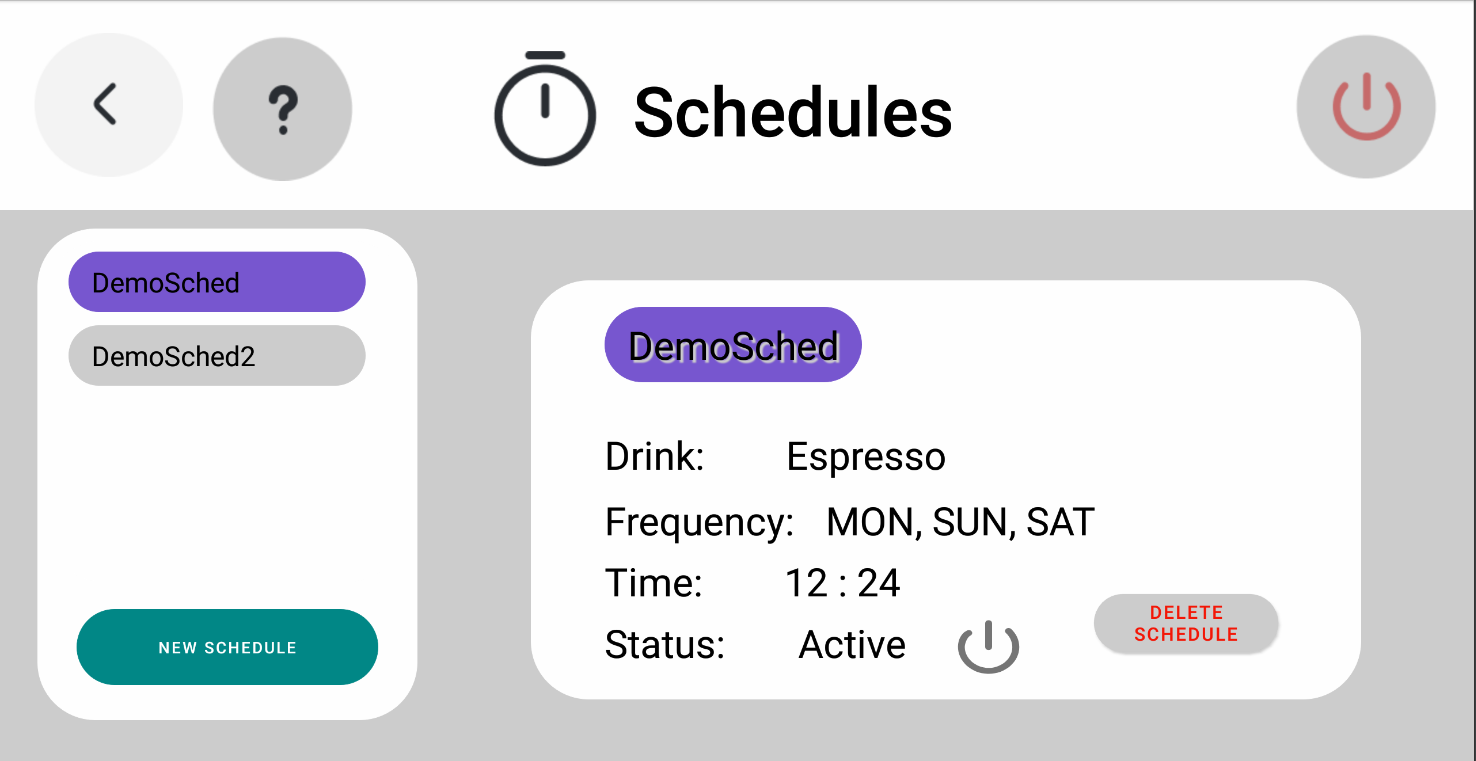 ?
Schedules
DemoSched
DemoSched2
NEW SCHEDULE
DemoSched
Drink: Espresso
Frequency: MON, SUN, SAT
Time: 12 : 24
Status: Active
DELETE
SCHEDULE